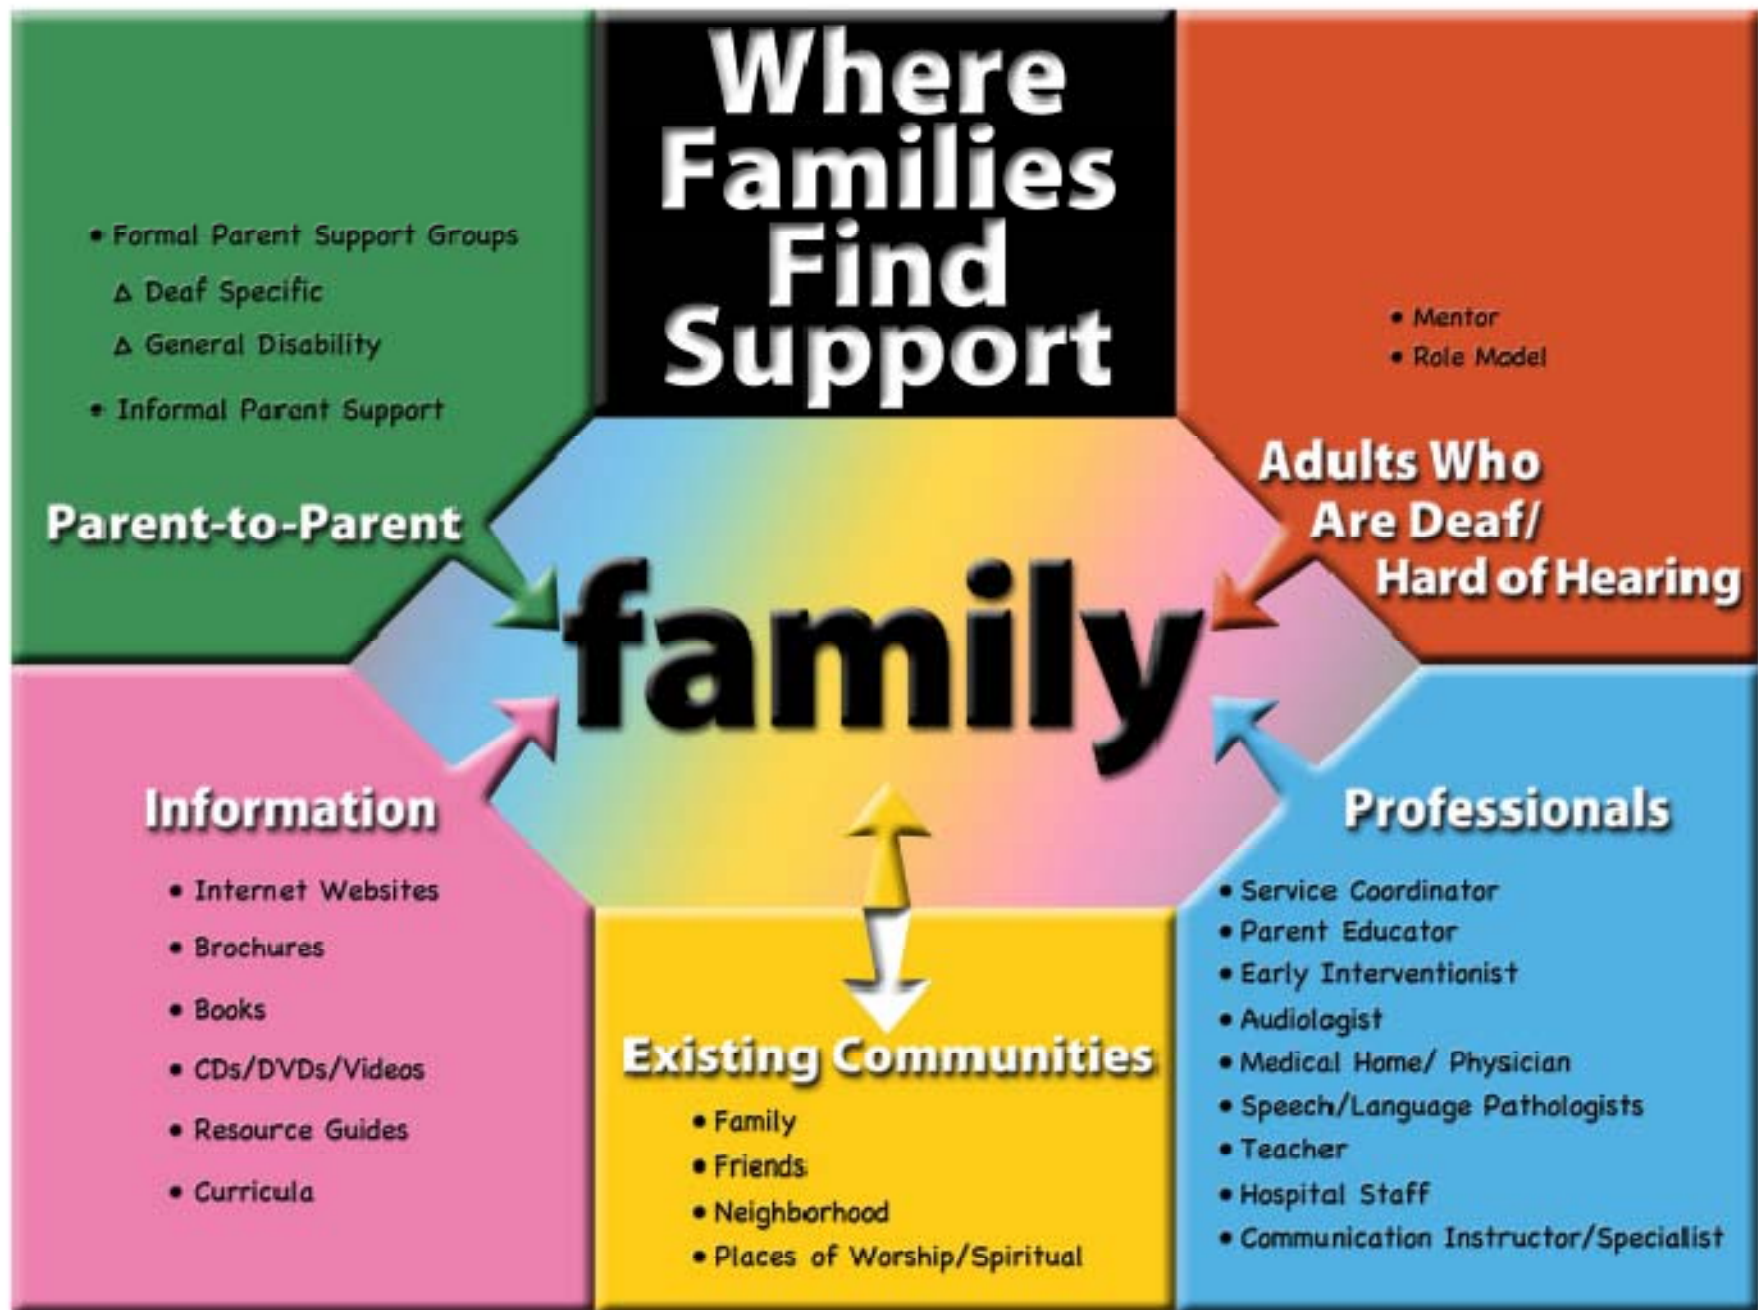 Where
Families
Find
Support
• Formal Parent Support Groups
Δ Deaf Specific
Δ General Disability
• Informal Parent Support
Parent-to-Parent
• Mentor
• Role Model
Adults Who
Are Deaf/
Hard of Hearing
family
Information
• Internet Websites
• Brochures
• Books
• CDs/DVDs/Videos
• Resource Guides
• Curricula
Existing Communities
• Family
• Friends
• Neighborhood
• Places of Worship/Spiritual
Professionals
• Service Coordinator
• Parent Educator
• Early Interventionist
• Audiologist
• Medical Home/ Physician
• Speech/Language Pathologists
• Teacher
• Hospital Staff
• Communication Instructor/Specialist